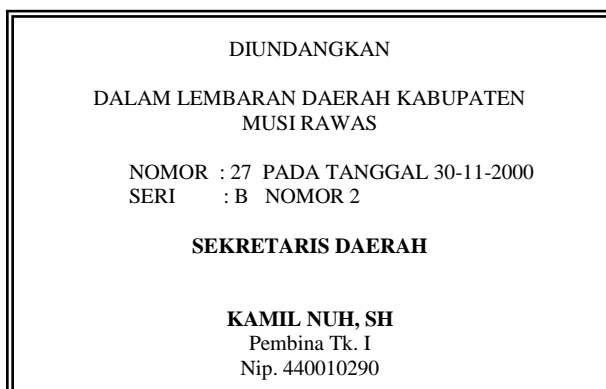 DIUNDANGKAN
DALAM LEMBARAN DAERAH KABUPATEN
MUSI RAWAS
NOMOR : 27 PADA TANGGAL 30-11-2000
SERI : B NOMOR 2
SEKRETARIS DAERAH
KAMIL NUH, SH
Pembina Tk. I
Nip. 440010290